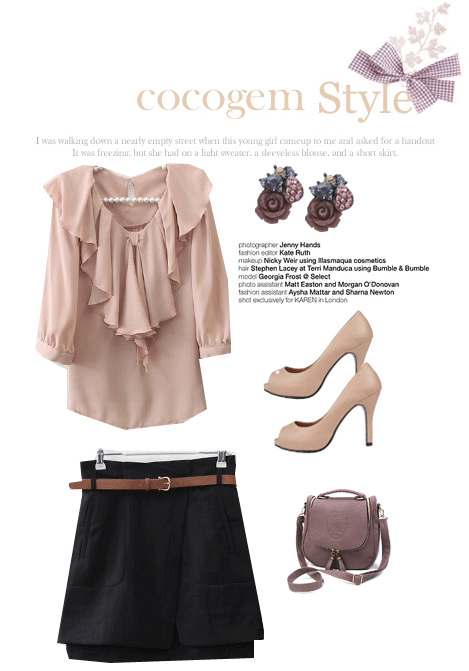 cocogem Style
I was walking down a nearly empty street when this young girl cameup to me and asked for a handout
It was freezing, but she had on a light sweater, a sleeveless blouse, and a short skirt.
photographer Jenny Hands
fashion editor Kate Ruth
makeup Nicky Weir using Illasmaqua cosmetics
hair Stephen Lacey at Terri Manduca using Bumble & Bumble
model Georgia Frost @ Select
photo assistant Matt Easton and Morgan O'Donovan
fashion assistant Aysha Mattar and Sharna Newton
shot exclusively for KAREN in London